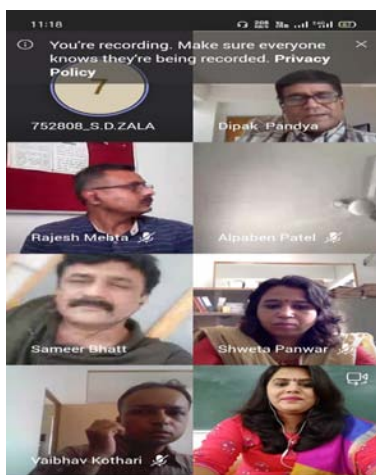 11:18
You're recording. Make sure everyone
knows they're being recorded. Privacy
Policy
7
752808_S.D.ZALA
Dipak Pandya
Rajesh Mehta
Alpaben Patel
Sameer Bhatt
Shweta Panwar
Vaibhav Kothari